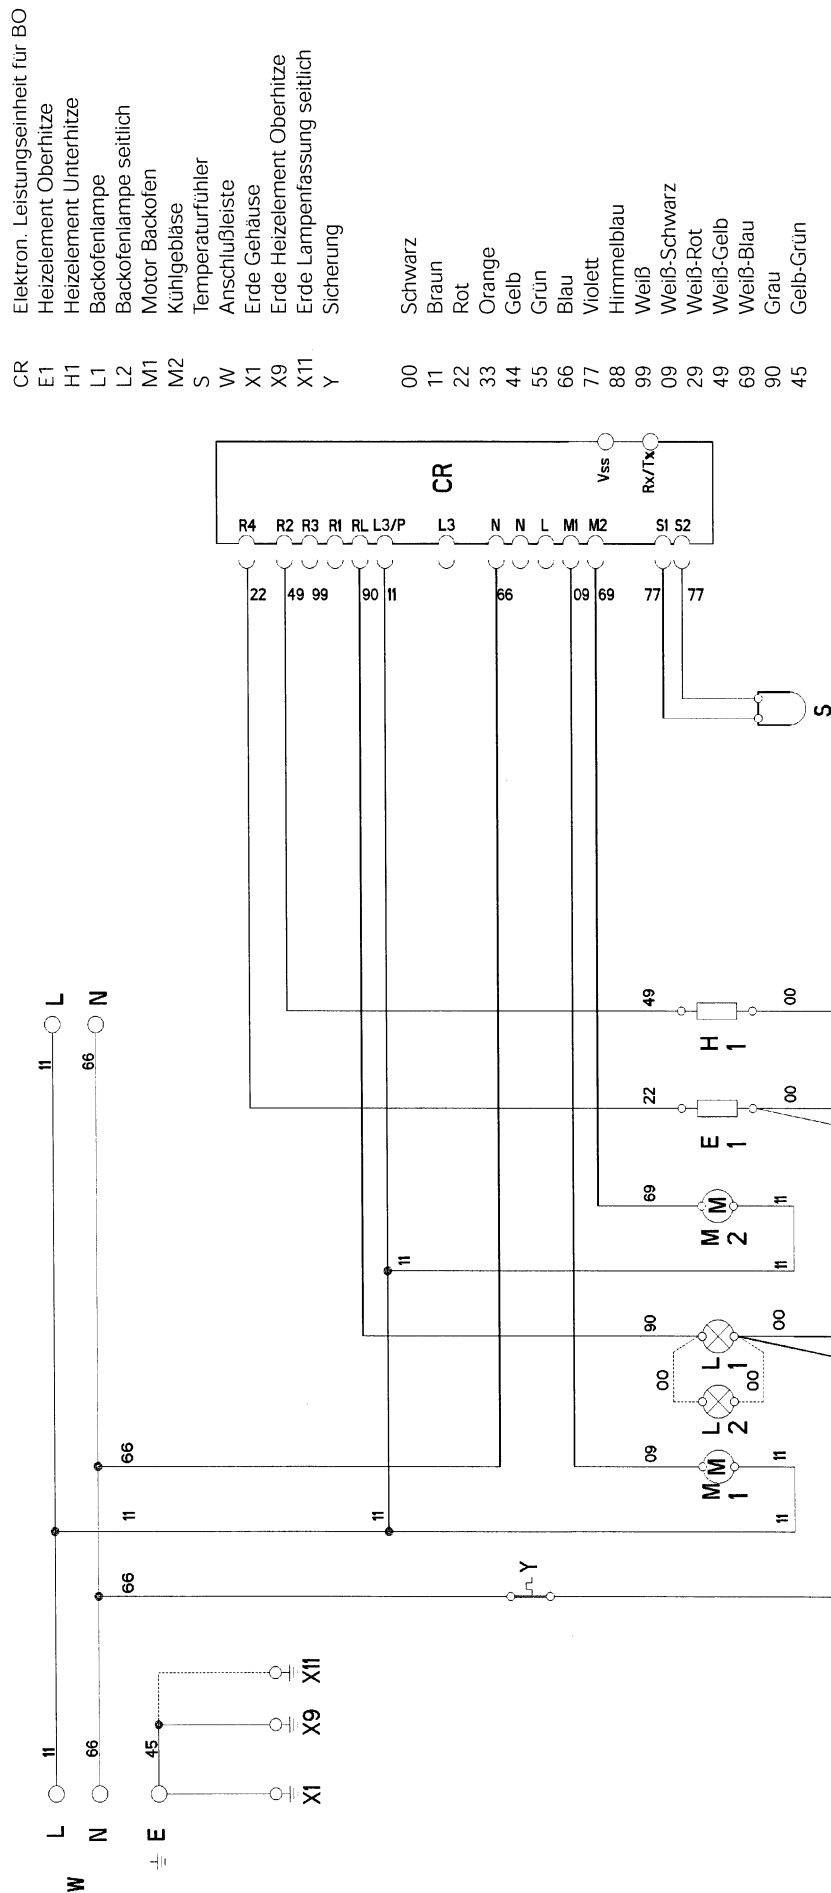 CR Elektron. Leistungseinheit für BO
E1 Heizelement Oberhitze
H1 Heizelement Unterhitze
L1 Backofenlampe
L2 Backofenlampe seitlich
M1 Motor Backofen
M2 Kühlgebläse
S Temperaturfühler
W Anschlußleiste
X1 Erde Gehäuse
X9 Erde Heizelement Oberhitze
X11 Erde Lampenfassung seitlich
Y Sicherung
00 Schwarz
11 Braun
22 Rot
33 Orange
44 Gelb
55 Grün
66 Blau
77 Violett
88 Himmelblau
99 Weiß
09 Weiß-Schwarz
29 Weiß-Rot
49 Weiß-Gelb
69 Weiß-Blau
90 Grau
45 Gelb-Grün
CR
Vss
Rx/Tx
R4 R2 R3 R1 RL L3/P L3 N N L M1 M2 S1 S2
22 49 99 90 11 66 09 69 77 77
S
L
N
11
66
49
H 1
00
22
E 1
00
69
M
M 2
11
11
11
90
L 1
00
00
L 2
00
09
M
M 1
11
11
66
11
11
66
Y
11
66
45
X11
X9
X1
L
N
E
W